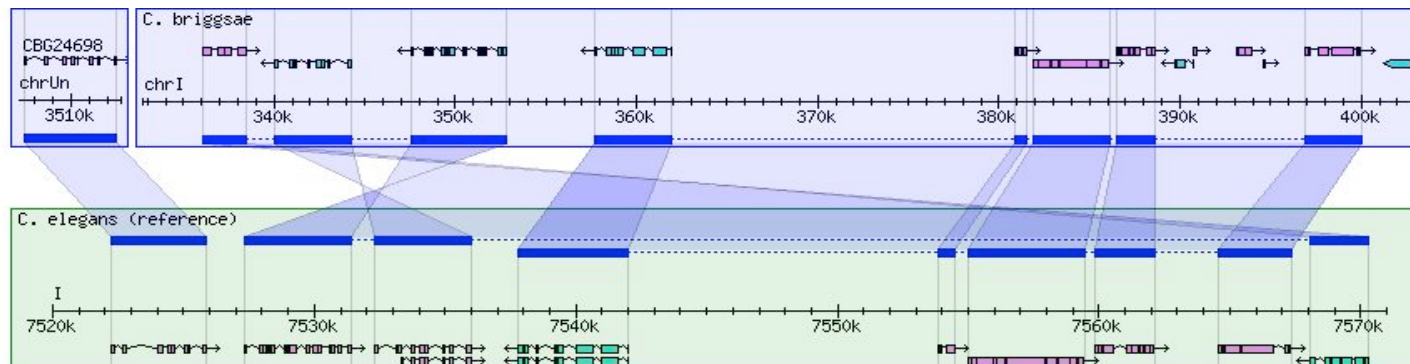 C. briggsae
CBG24698
chrUn
chrI
3510k
340k 350k 360k 370k 380k 390k 400k
C. elegans (reference)
I
7520k 7530k 7540k 7550k 7560k 7570k